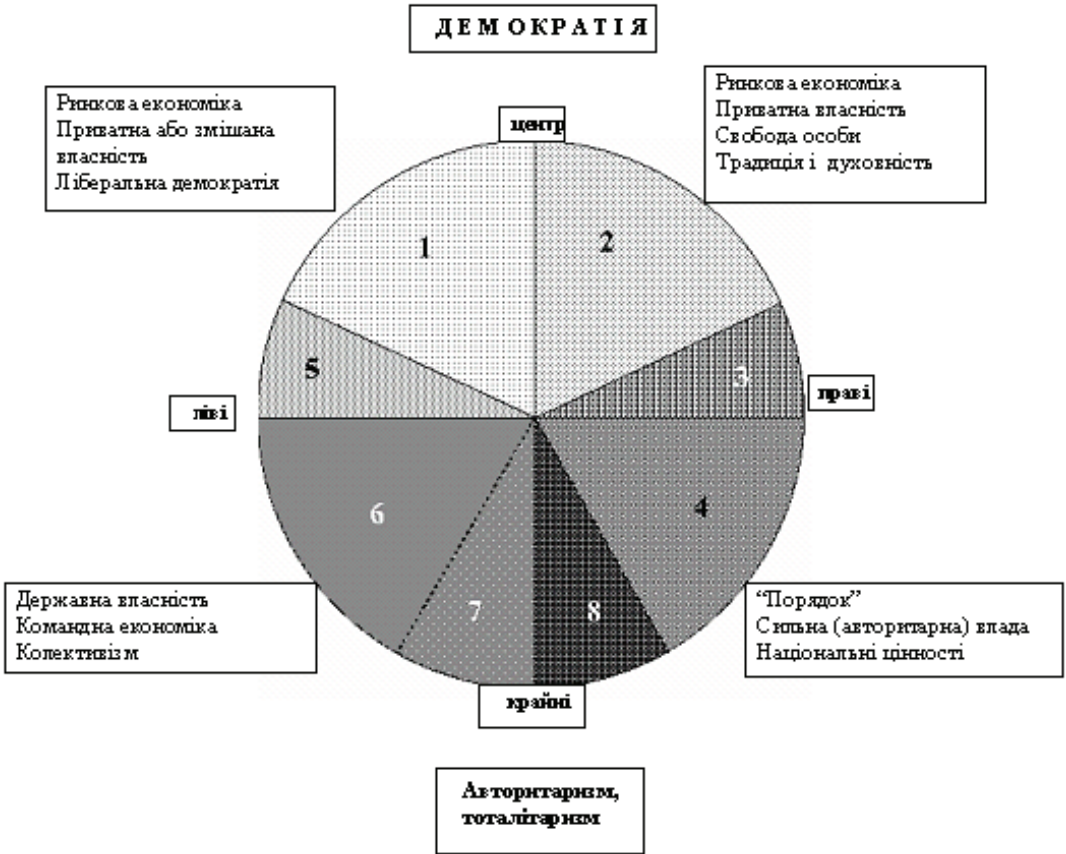 ДЕМОКРАТІЯ
Ринкова економіка
Приватна або змішана
власність
Ліберальна демократія
Ринкова економіка
Приватна власність
Свобода особи
Традиція і духовність
центр
1
2
5
3
ліві
праві
6
4
7
8
Державна власність
Командна економіка
Колективізм
“Порядок”
Сильна (авторитарна) влада
Національні цінності
крайні
Авторитаризм,
тоталітаризм